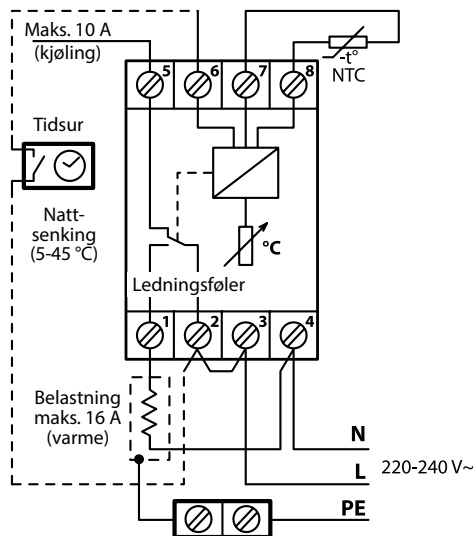 Maks. 10 A
(kjøling)
-t°
NTC
5
6
7
8
Tidsur
Natt-
senking
(5-45 °C)
°C
Ledningsføler
1
2
3
4
Belastning
maks. 16 A
(varme)
N
L
220-240 V~
PE